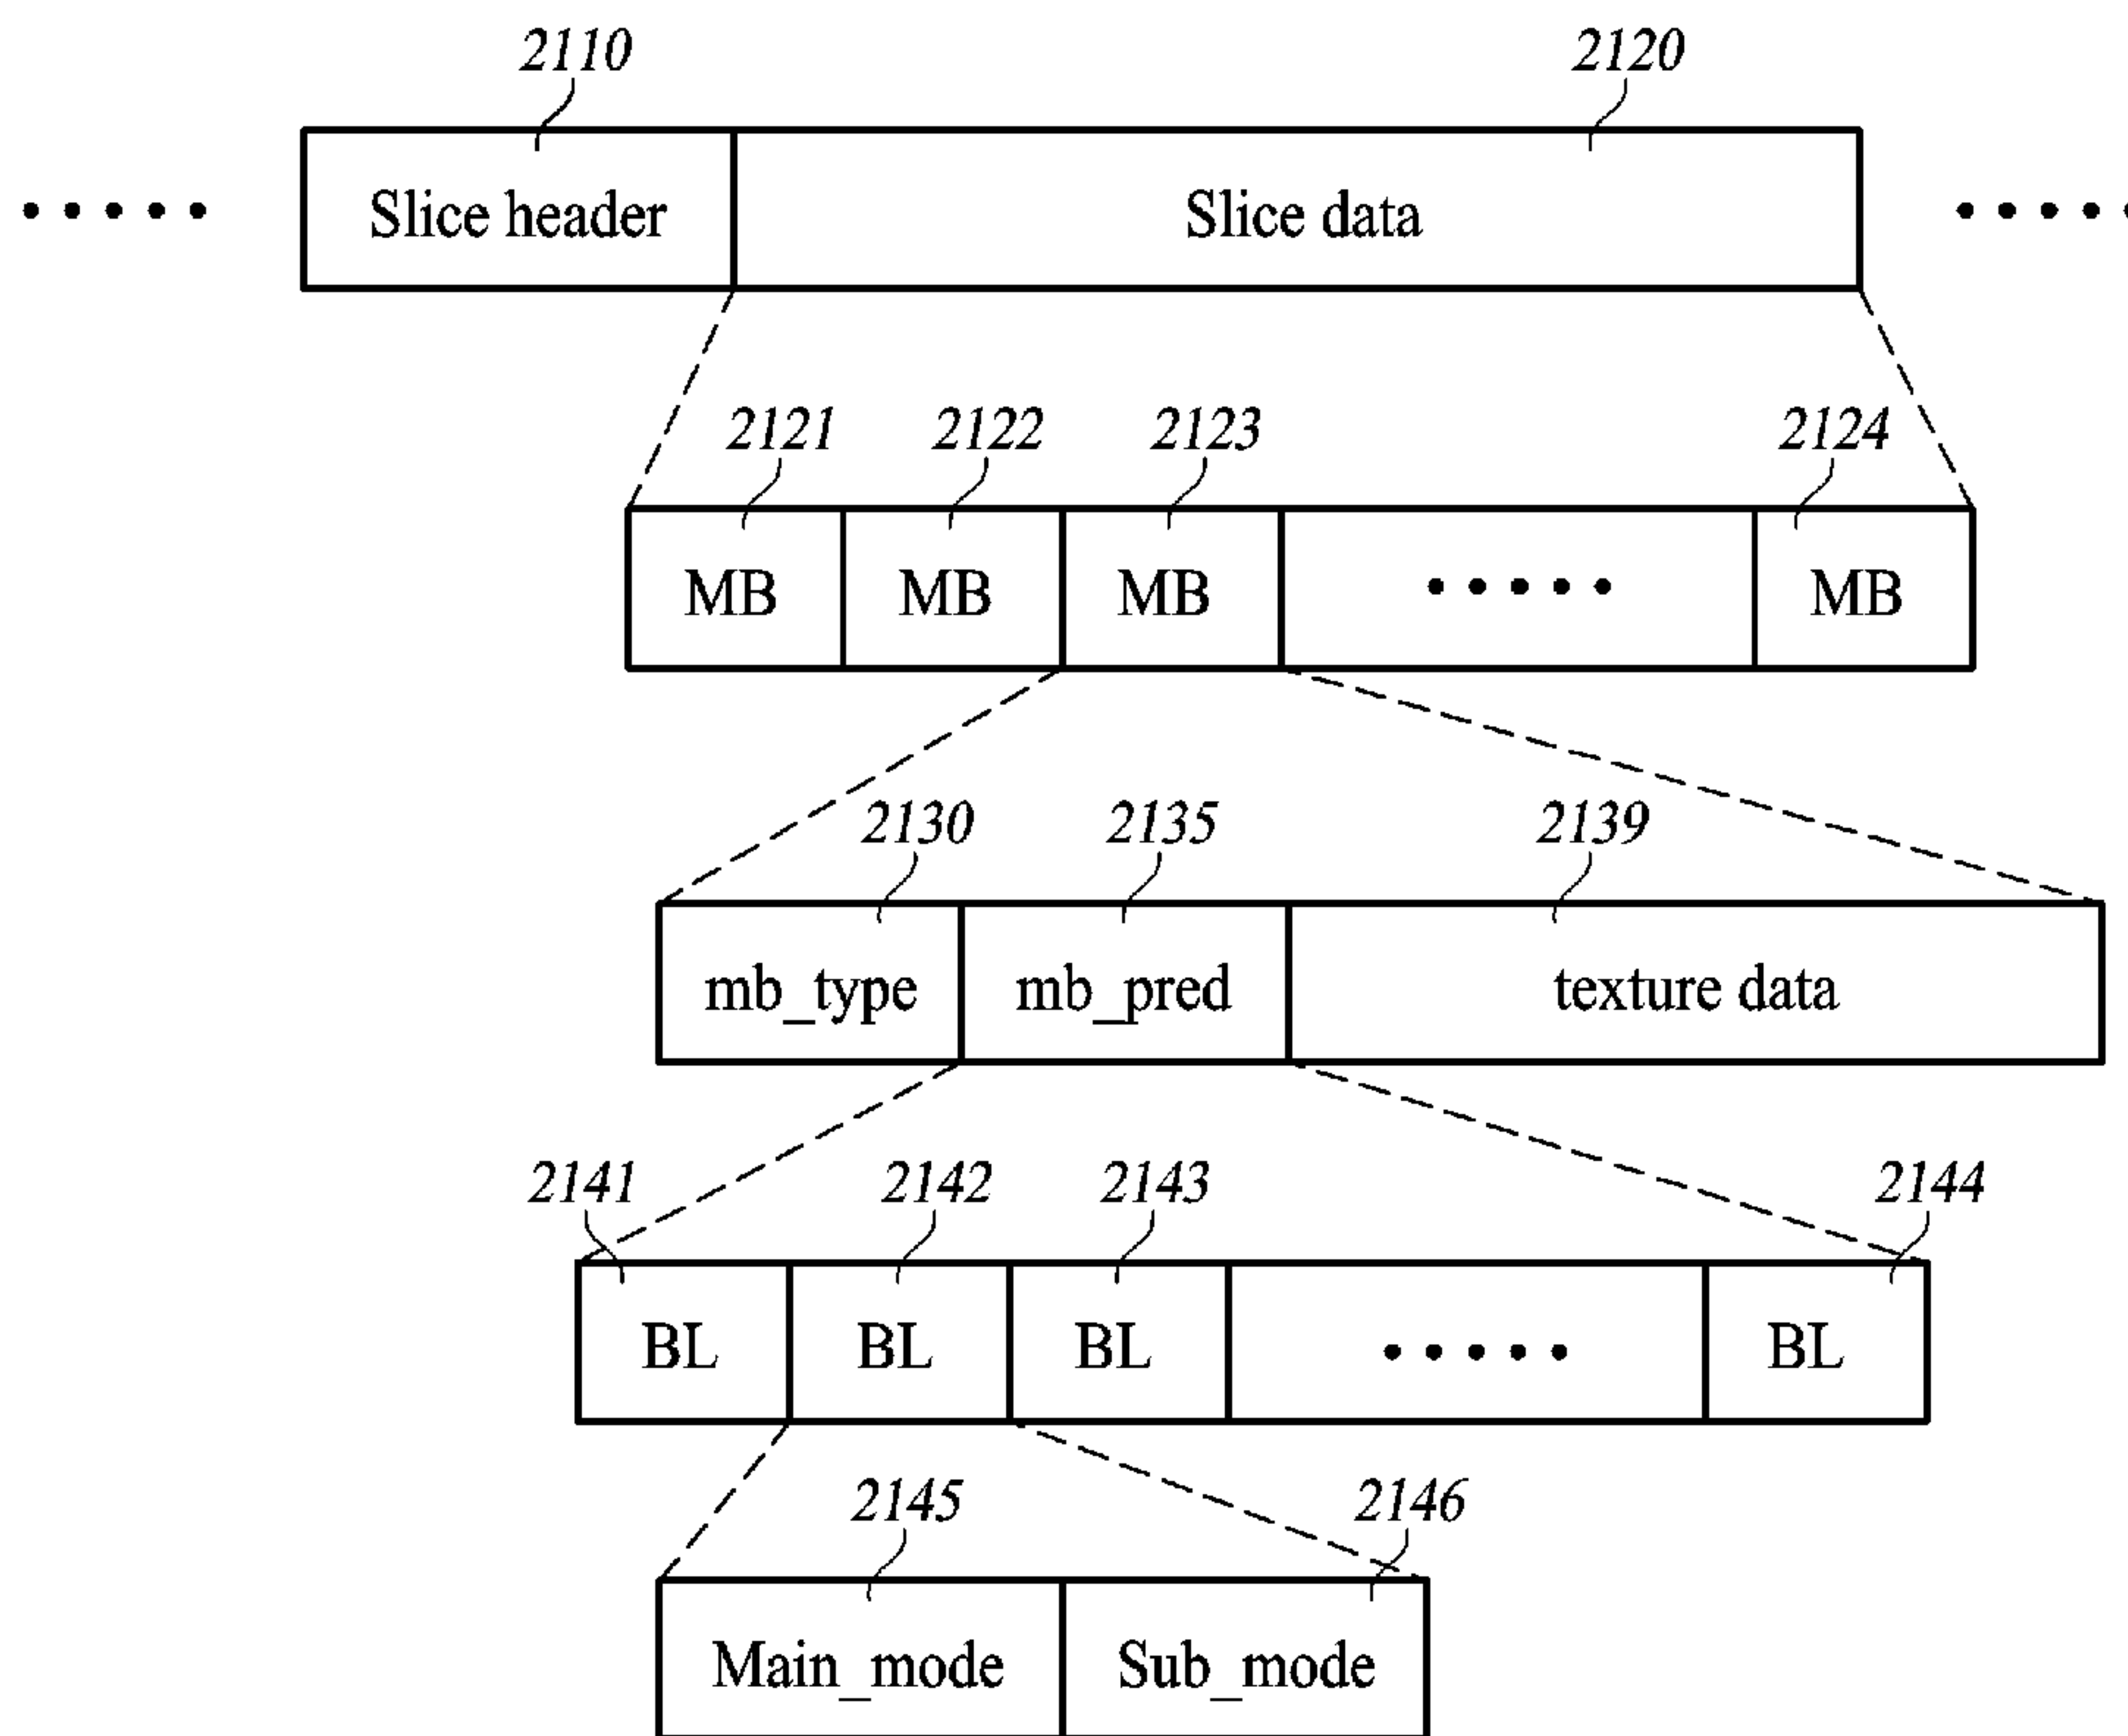 2110 2120
Slice header Slice data
2121 2122 2123 2124
MB MB MB MB
2130 2135 2139
mb_type mb_pred texture data
2141 2142 2143 2144
BL BL BL BL
2145 2146
Main_mode Sub_mode